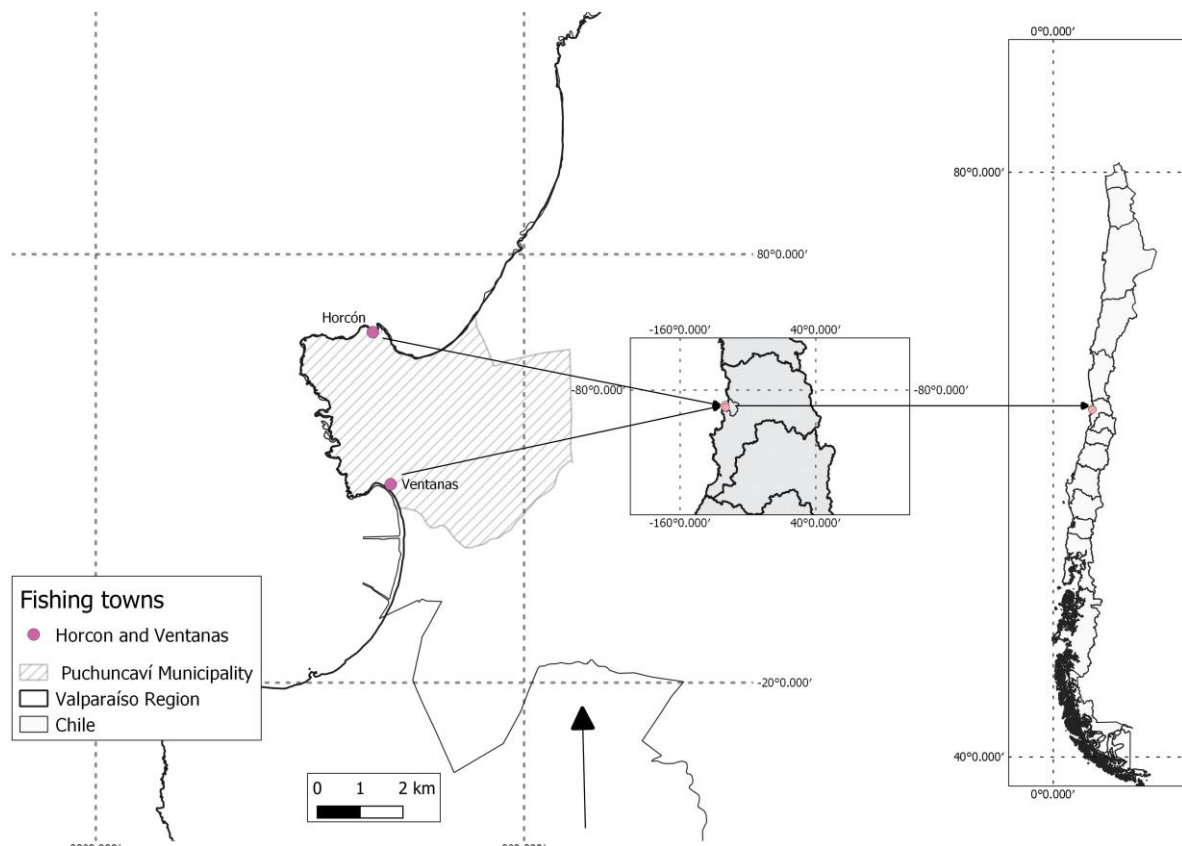 0°0.000'
80°0.000'
80°0.000'
Horcón
-160°0.000'
40°0.000'
-80°0.000'
-80°0.000'
Ventanas
-160°0.000'
40°0.000'
Fishing towns
Horcon and Ventanas
Puchuncaví Municipality
Valparaíso Region
Chile
-20°0.000'
40°0.000'
0 1 2 km
0°0.000'